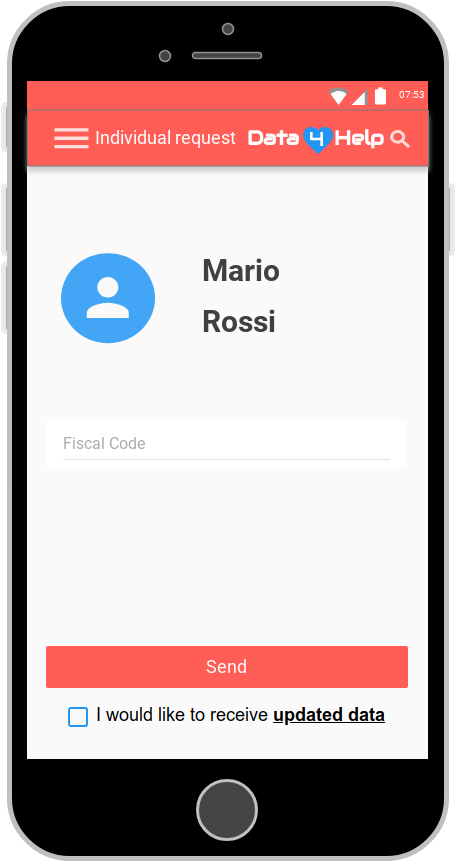 07:53
Individual request Data 4 Help
Mario
Rossi
Fiscal Code
Send
I would like to receive updated data